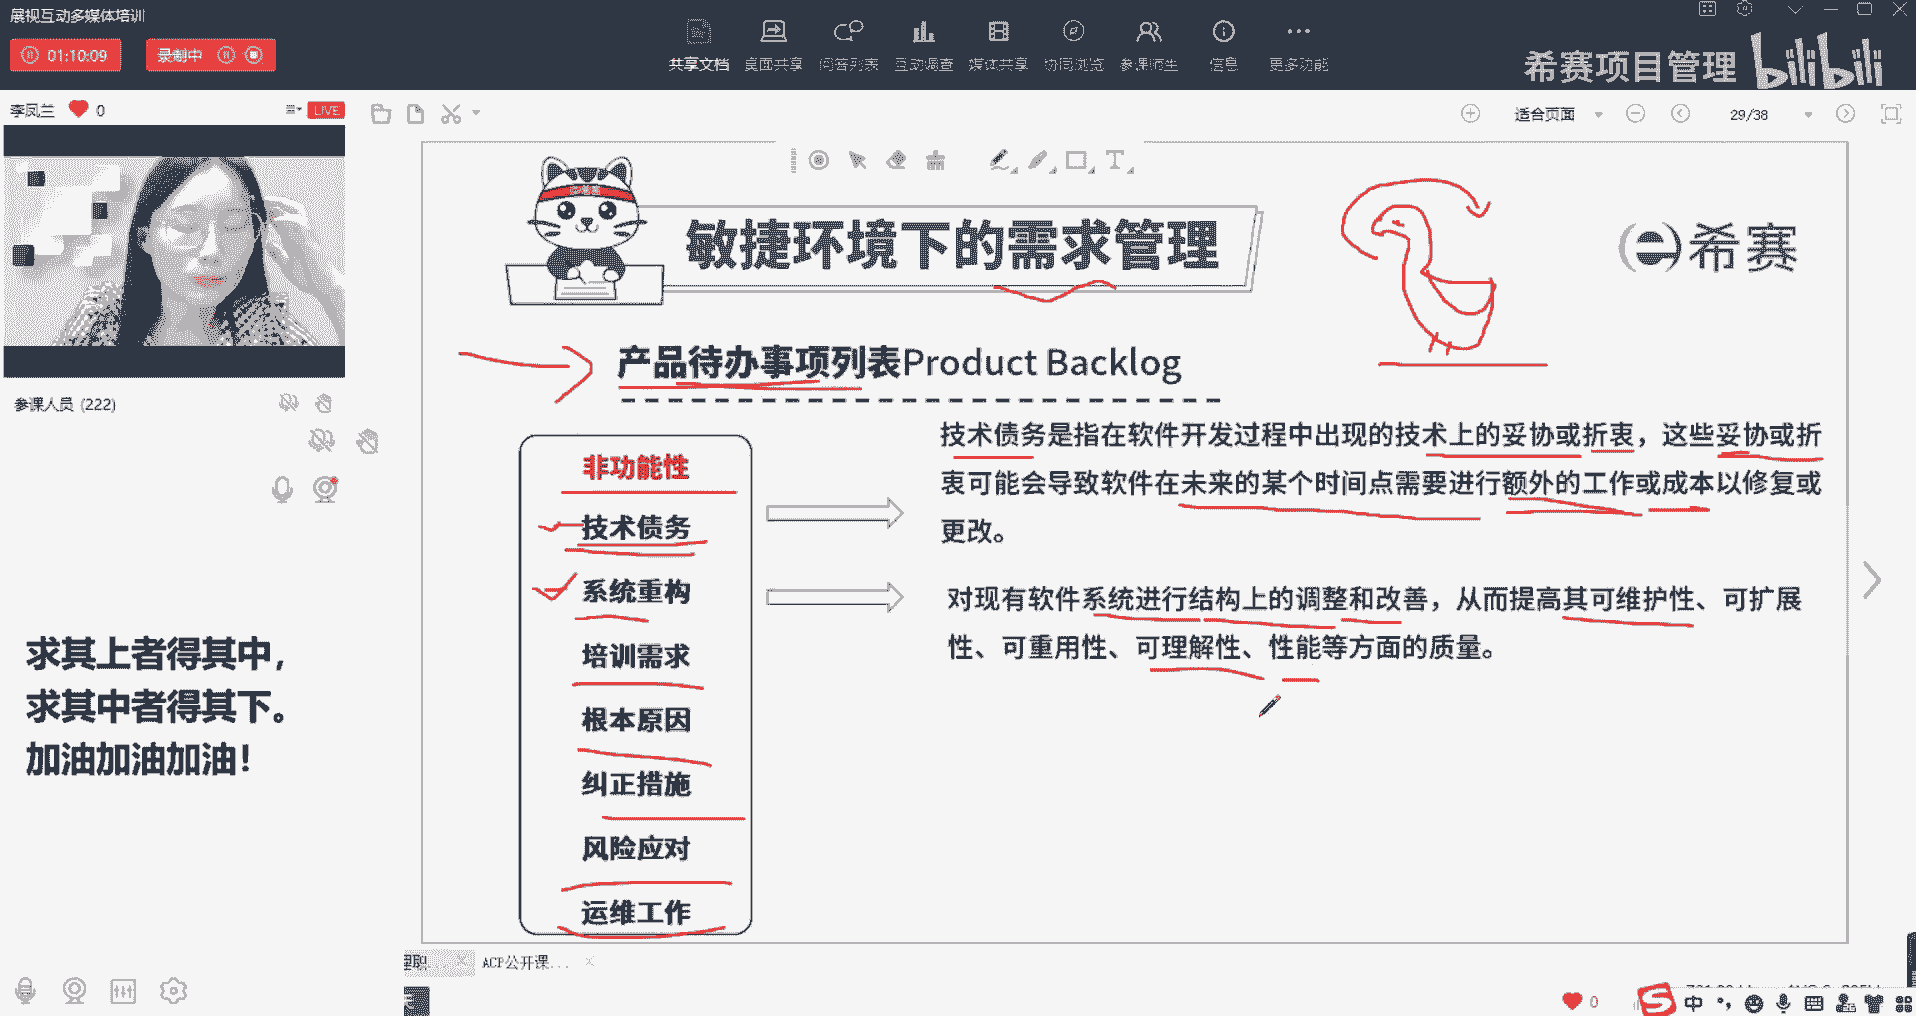 展视互动多媒体培训
01:10:09
录制中
共享文档
桌面共享
问答列表
互动调查
媒体共享
协同浏览
参课师生
信息
更多功能
希赛项目管理
bilibili
李凤兰
0
LIVE
适合页面
29/38
敏捷环境下的需求管理
希赛
产品待办事项列表Product Backlog
参课人员 (222)
非功能性
技术债务
系统重构
培训需求
根本原因
纠正措施
风险应对
运维工作
技术债务是指在软件开发过程中出现的技术上的妥协或折衷，这些妥协或折
衷可能会导致软件在未来的某个时间点需要进行额外的工作或成本以修复或
更改。
对现有软件系统进行结构上的调整和改善，从而提高其可维护性、可扩展
性、可重用性、可理解性、性能等方面的质量。
求其上者得其中，
求其中者得其下。
加油加油加油！
ACP公开课...
0
中